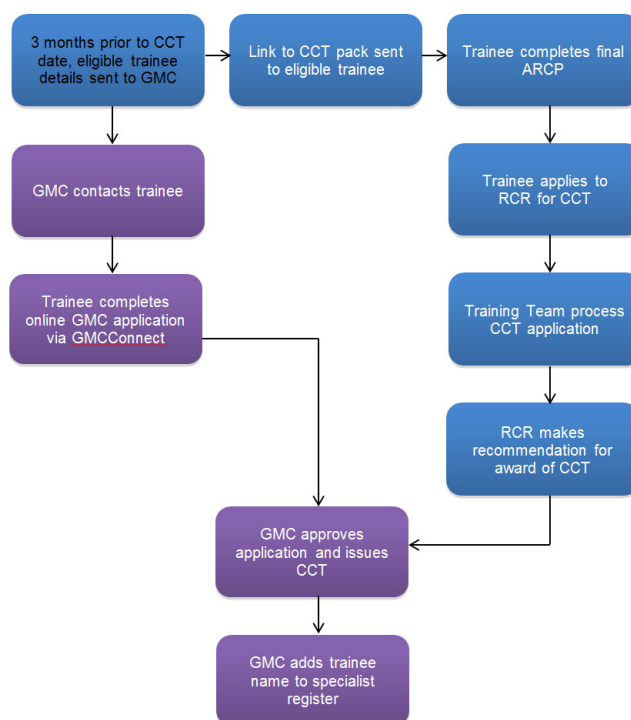 3 months prior to CCT
date, eligible trainee
details sent to GMC
Link to CCT pack sent
to eligible trainee
Trainee completes final
ARCP
GMC contacts trainee
Trainee applies to
RCR for CCT
Trainee completes
online GMC application
via GMCConnect
Training Team process
CCT application
RCR makes
recommendation for
award of CCT
GMC approves
application and issues
CCT
GMC adds trainee
name to specialist
register